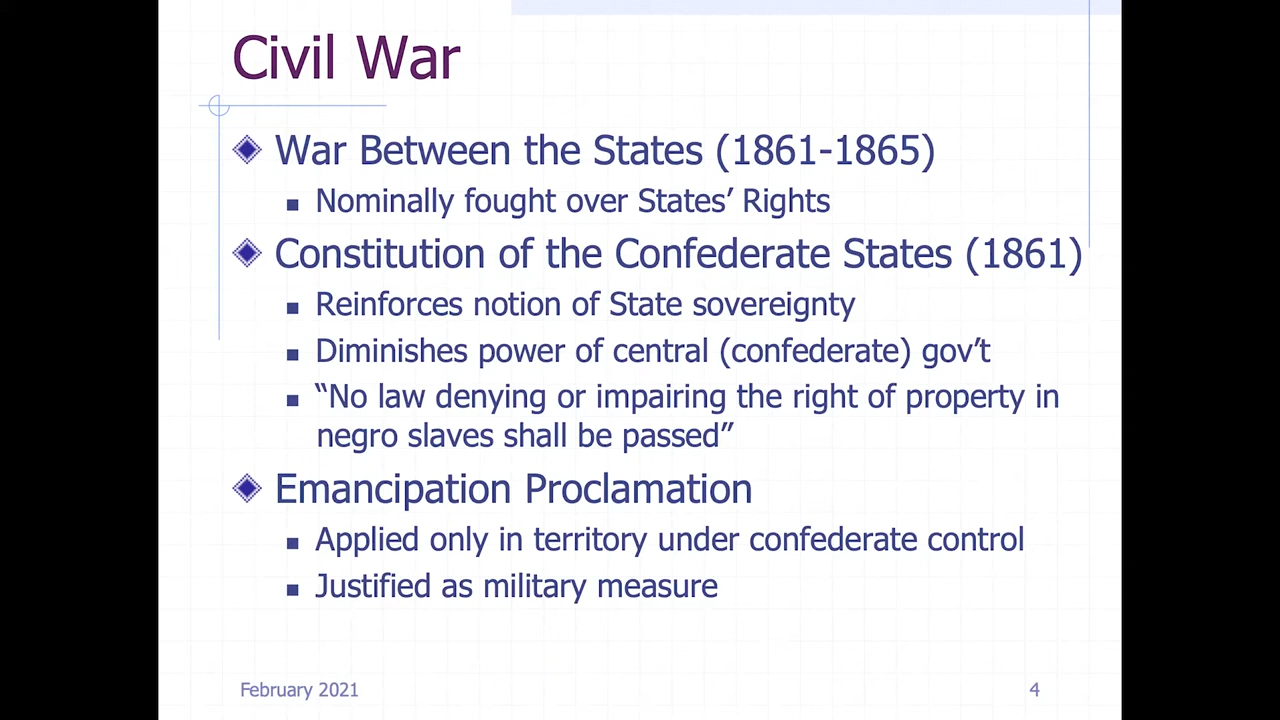 Civil War
War Between the States (1861-1865)
Nominally fought over States’ Rights
Constitution of the Confederate States (1861)
Reinforces notion of State sovereignty
Diminishes power of central (confederate) gov’t
“No law denying or impairing the right of property in
negro slaves shall be passed”
Emancipation Proclamation
Applied only in territory under confederate control
Justified as military measure
February 2021
4